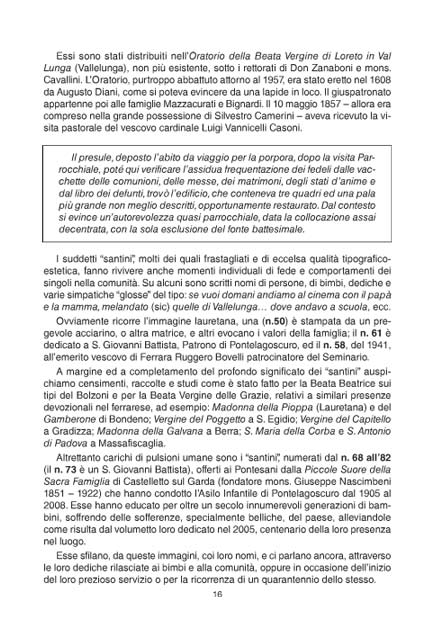 Essi sono stati distribuiti nell'Oratorio della Beata Vergine di Loreto in Val
Lunga (Vallelunga), non più esistente, sotto i rettorati di Don Zanaboni e mons.
Cavallini. L'Oratorio, purtroppo abbattuto attorno al 1957, era stato eretto nel 1608
da Augusto Diani, come si poteva evincere da una lapide in loco. Il giuspatronato
appartenne poi alle famiglie Mazzacurati e Bignardi. Il 10 maggio 1857 – allora era
compreso nella grande possessione di Silvestro Camerini – aveva ricevuto la vi-
sita pastorale del vescovo cardinale Luigi Vannicelli Casoni.
Il presule, deposto l'abito da viaggio per la porpora, dopo la visita Par-
rocchiale, poté qui verificare l'assidua frequentazione dei fedeli dalle vac-
chette delle comunioni, delle messe, dei matrimoni, degli stati d'anime e
dal libro dei defunti, trovò l'edificio, che conteneva tre quadri ed una pala
più grande non meglio descritti, opportunamente restaurato. Dal contesto
si evince un'autorevolezza quasi parrocchiale, data la collocazione assai
decentrata, con la sola esclusione del fonte battesimale.
I suddetti "santini", molti dei quali frastagliati e di eccelsa qualità tipografico-
estetica, fanno rivivere anche momenti individuali di fede e comportamenti dei
singoli nella comunità. Su alcuni sono scritti nomi di persone, di bimbi, dediche e
varie simpatiche "glosse" del tipo: se vuoi domani andiamo al cinema con il papà
e la mamma, melandato (sic) quelle di Vallelunga... dove andavo a scuola, ecc.
Ovviamente ricorre l'immagine lauretana, una (n.50) è stampata da un pre-
gevole acciarino, o altra matrice, e altri evocano i valori della famiglia; il n. 61 è
dedicato a S. Giovanni Battista, Patrono di Pontelagoscuro, ed il n. 58, del 1941,
all'emerito vescovo di Ferrara Ruggero Bovelli patrocinatore del Seminario.
A margine ed a completamento del profondo significato dei "santini" auspi-
chiamo censimenti, raccolte e studi come è stato fatto per la Beata Beatrice sui
tipi del Bolzoni e per la Beata Vergine delle Grazie, relativi a similari presenze
devozionali nel ferrarese, ad esempio: Madonna della Pioppa (Lauretana) e del
Gamberone di Bondeno; Vergine del Poggetto a S. Egidio; Vergine del Capitello
a Gradizza; Madonna della Galvana a Berra; S. Maria della Corba e S. Antonio
di Padova a Massafiscaglia.
Altrettanto carichi di pulsioni umane sono i "santini", numerati dal n. 68 all'82
(il n. 73 è un S. Giovanni Battista), offerti ai Pontesani dalla Piccole Suore della
Sacra Famiglia di Castelletto sul Garda (fondatore mons. Giuseppe Nascimbeni
1851 – 1922) che hanno condotto l'Asilo Infantile di Pontelagoscuro dal 1905 al
2008. Esse hanno educato per oltre un secolo innumerevoli generazioni di bam-
bini, soffrendo delle sofferenze, specialmente belliche, del paese, alleviandole
come risulta dal volumetto loro dedicato nel 2005, centenario della loro presenza
nel luogo.
Esse sfilano, da queste immagini, coi loro nomi, e ci parlano ancora, attraverso
le loro dediche rilasciate ai bimbi e alla comunità, oppure in occasione dell'inizio
del loro prezioso servizio o per la ricorrenza di un quarantennio dello stesso.
16